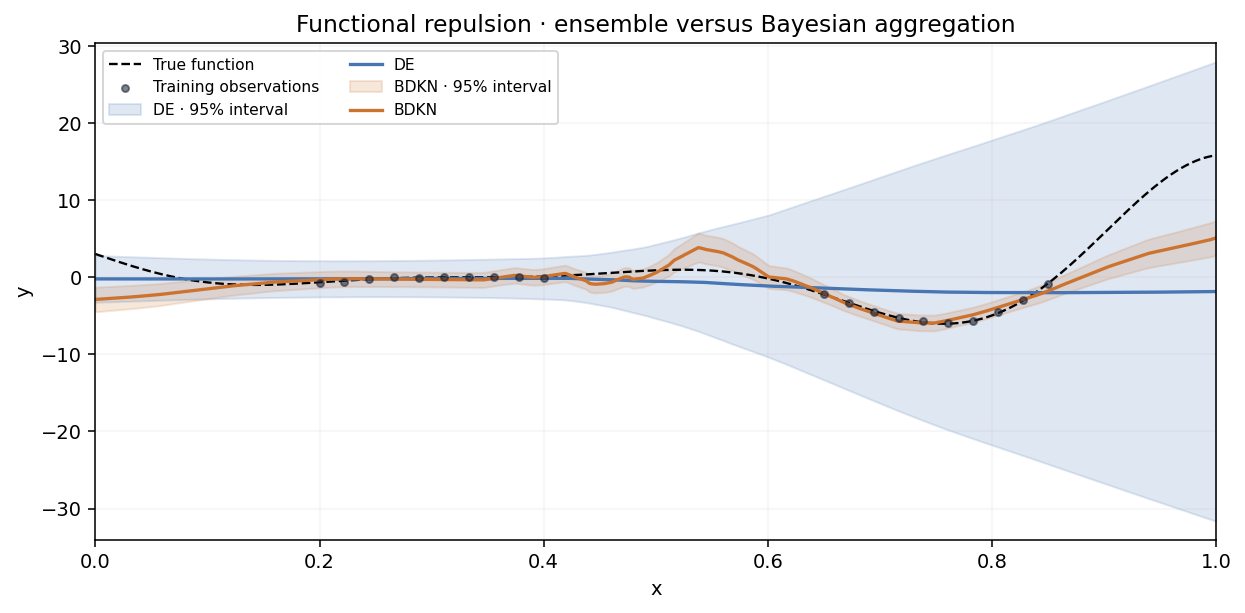 Functional repulsion · ensemble versus Bayesian aggregation
True function
Training observations
DE · 95% interval
DE
BDKN · 95% interval
BDKN
30
20
10
0
−10
−20
−30
y
0.0
0.2
0.4
0.6
0.8
1.0
x